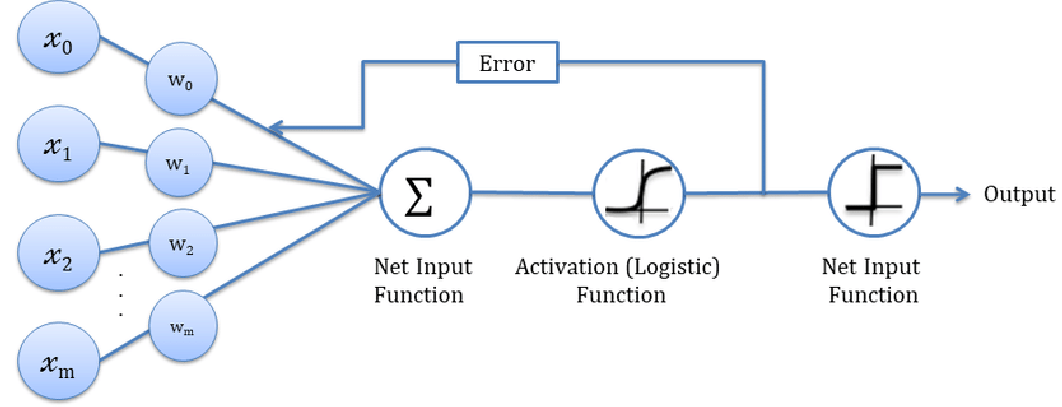 x₀
w₀
Error
x₁
w₁
Σ
Output
x₂
w₂
Net Input
Function
Activation (Logistic)
Function
Net Input
Function
xₘ
wₘ